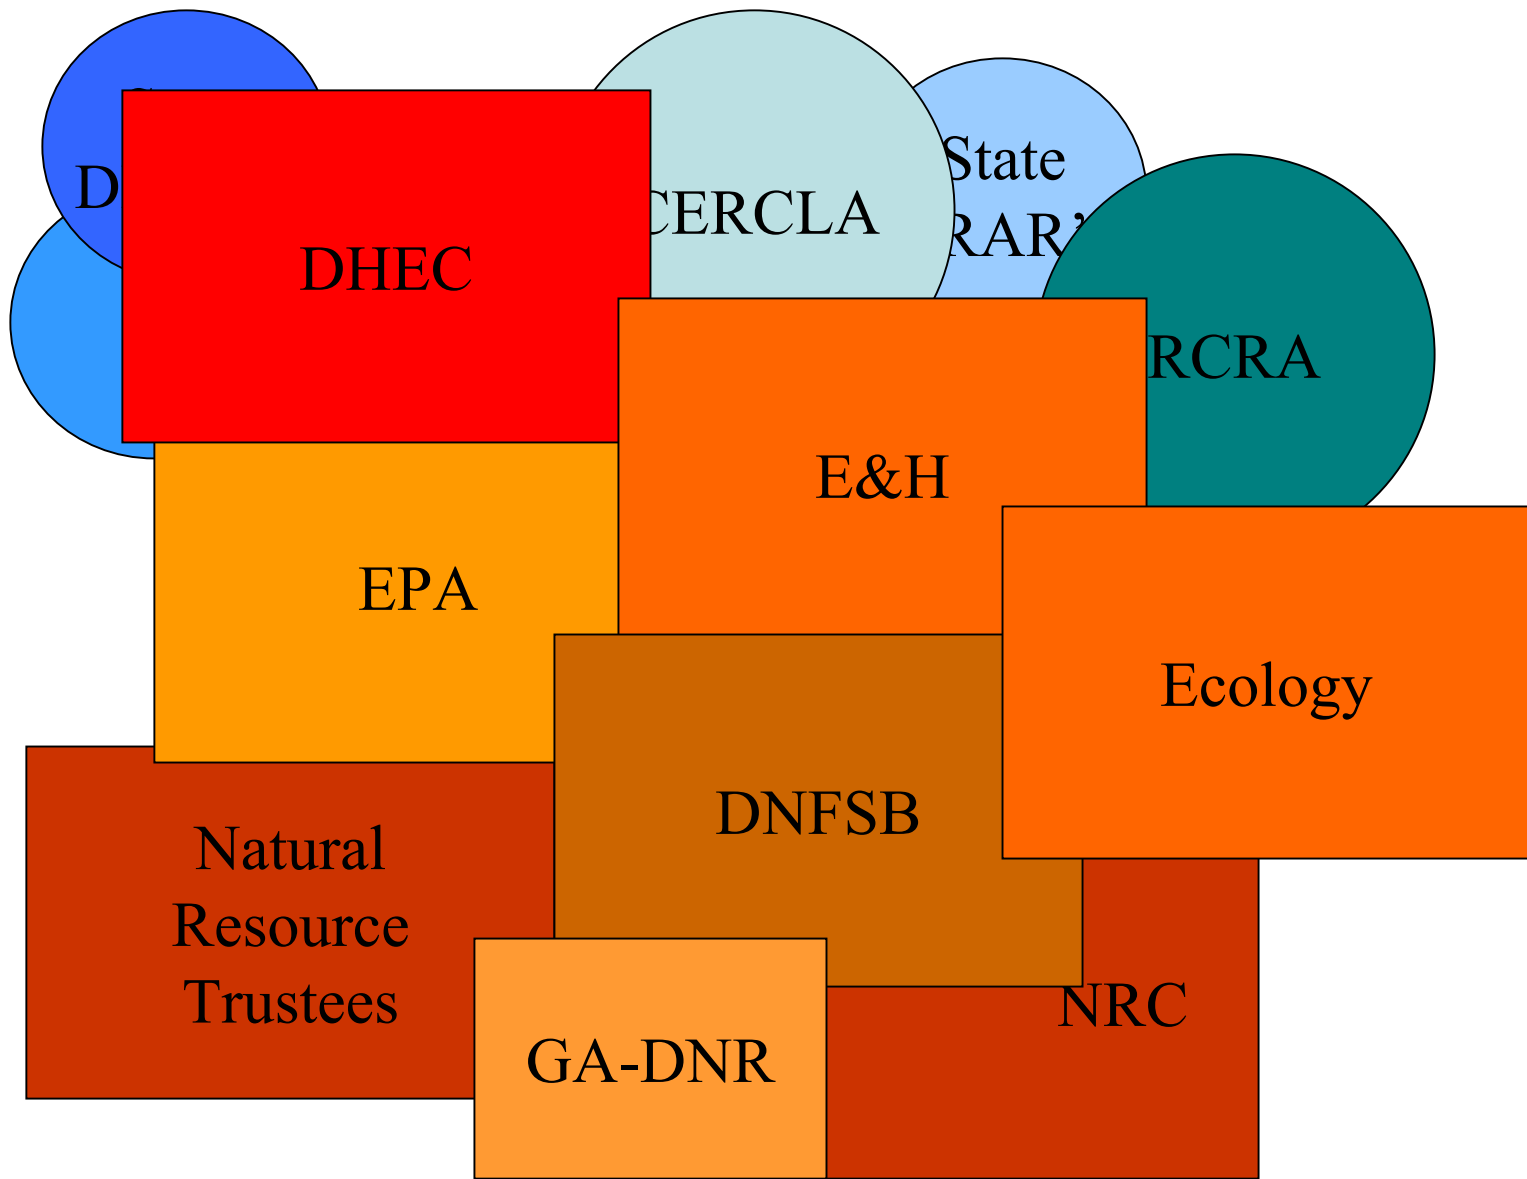 CERCLA
State
DHEC
RCRA
E&H
EPA
Ecology
DNFSB
Natural
Resource
Trustees
NRC
GA-DNR